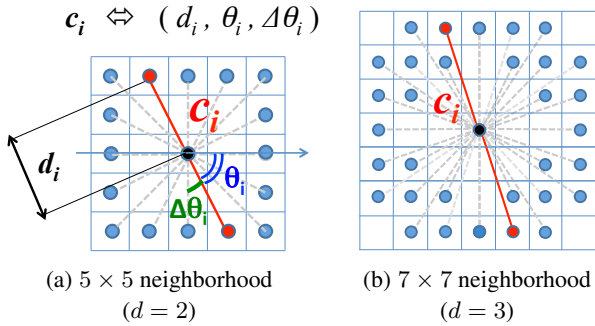 c_i ⇔ ( d_i , θ_i , Δθ_i )
c_i
d_i
θ_i
Δθ_i
c_i
(a) 5 × 5 neighborhood
(d = 2)
(b) 7 × 7 neighborhood
(d = 3)